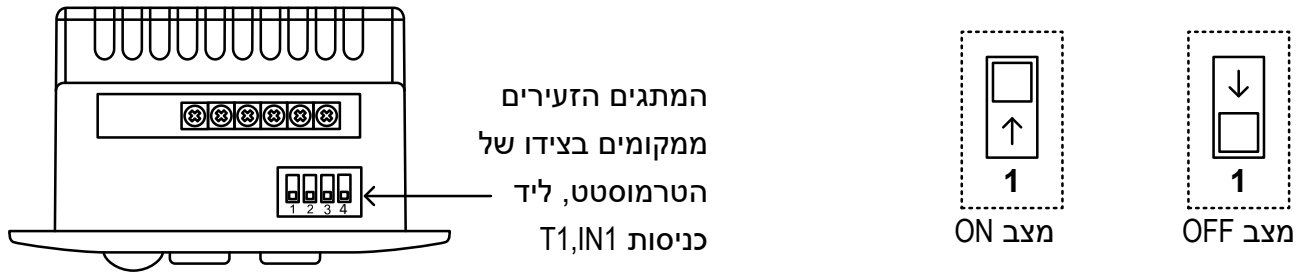 המתגים הזעירים
ממקומים בצידו של
הטרמוסטט, ליד
כניסות T1,IN1
1 2 3 4
1
מצב ON
1
מצב OFF